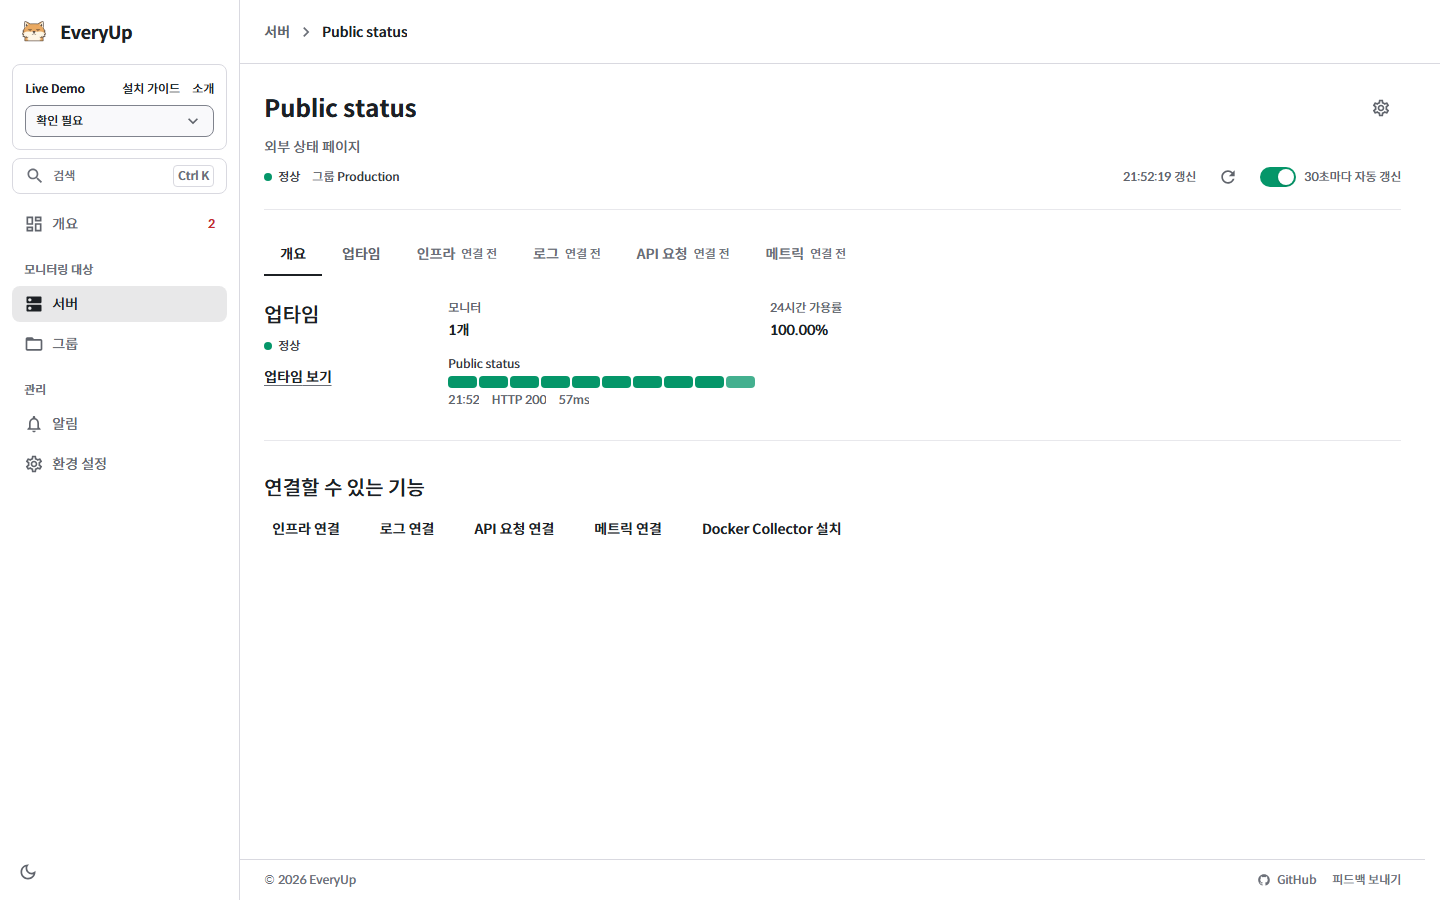 EveryUp
Live Demo 설치 가이드 소개
확인 필요
검색 Ctrl K
개요 2
모니터링 대상
서버
그룹
관리
알림
환경 설정
서버 Public status
Public status
외부 상태 페이지
정상 그룹 Production 21:52:19 갱신 30초마다 자동 갱신
개요 업타임 인프라 연결 전 로그 연결 전 API 요청 연결 전 메트릭 연결 전
업타임
정상
업타임 보기
모니터
1개
24시간 가용률
100.00%
Public status
21:52 HTTP 200 57ms
연결할 수 있는 기능
인프라 연결 로그 연결 API 요청 연결 메트릭 연결 Docker Collector 설치
© 2026 EveryUp GitHub 피드백 보내기